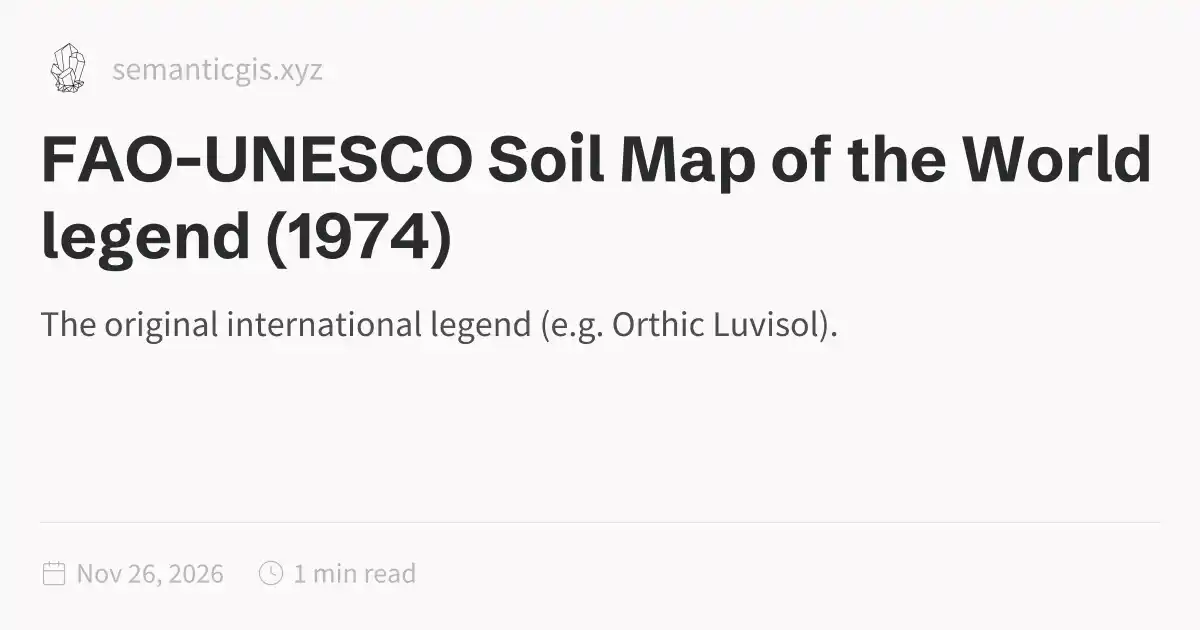 semanticgis.xyz
FAO-UNESCO Soil Map of the World
legend (1974)
The original international legend (e.g. Orthic Luvisol).
Nov 26, 2026 1 min read